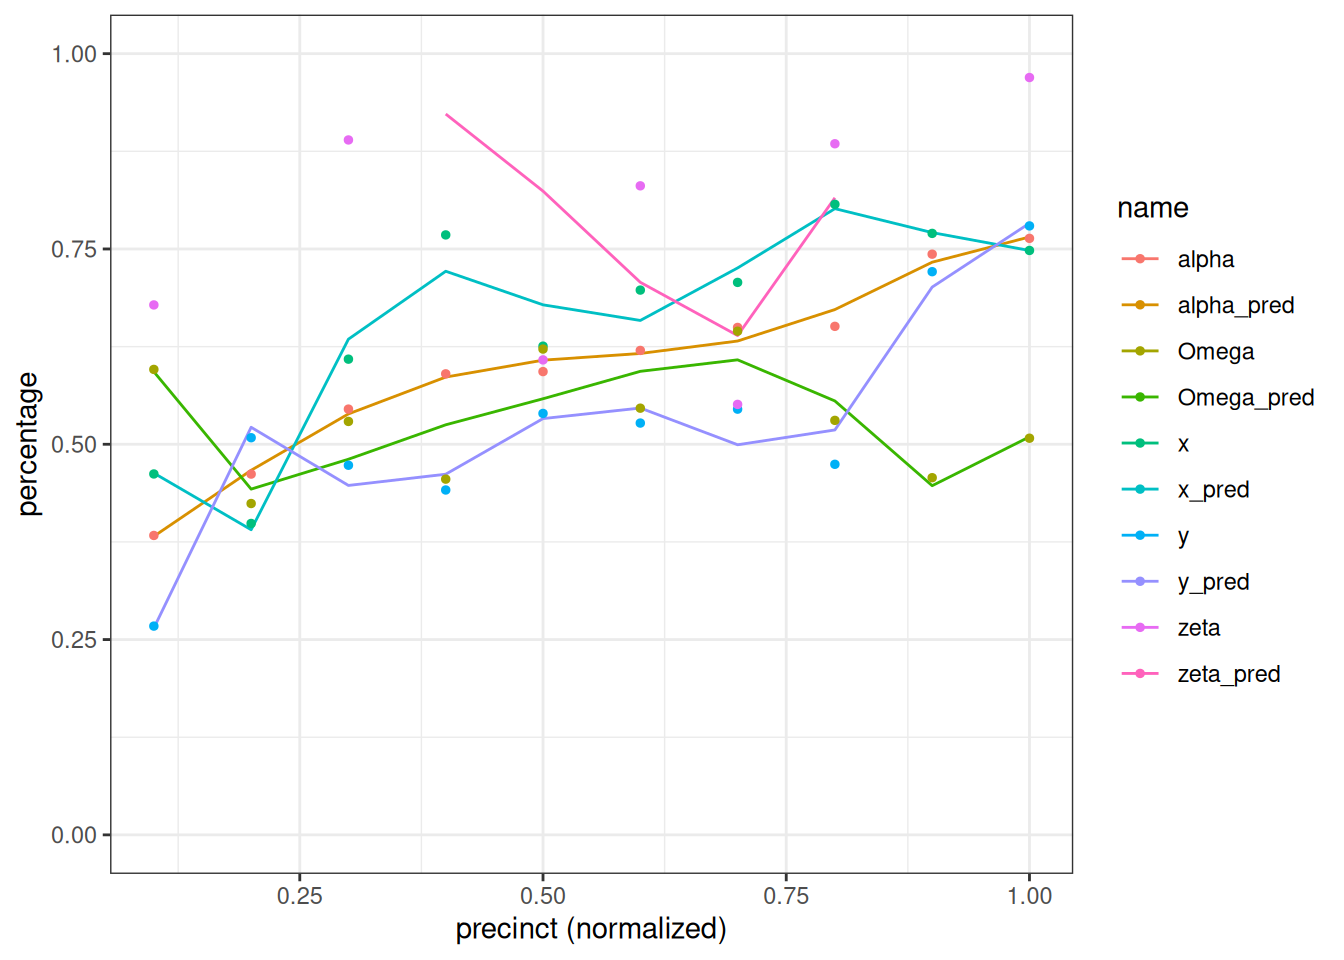 1.00
0.75
0.50
0.25
0.00
percentage
0.25 0.50 0.75 1.00
precinct (normalized)
name
alpha
alpha_pred
Omega
Omega_pred
x
x_pred
y
y_pred
zeta
zeta_pred